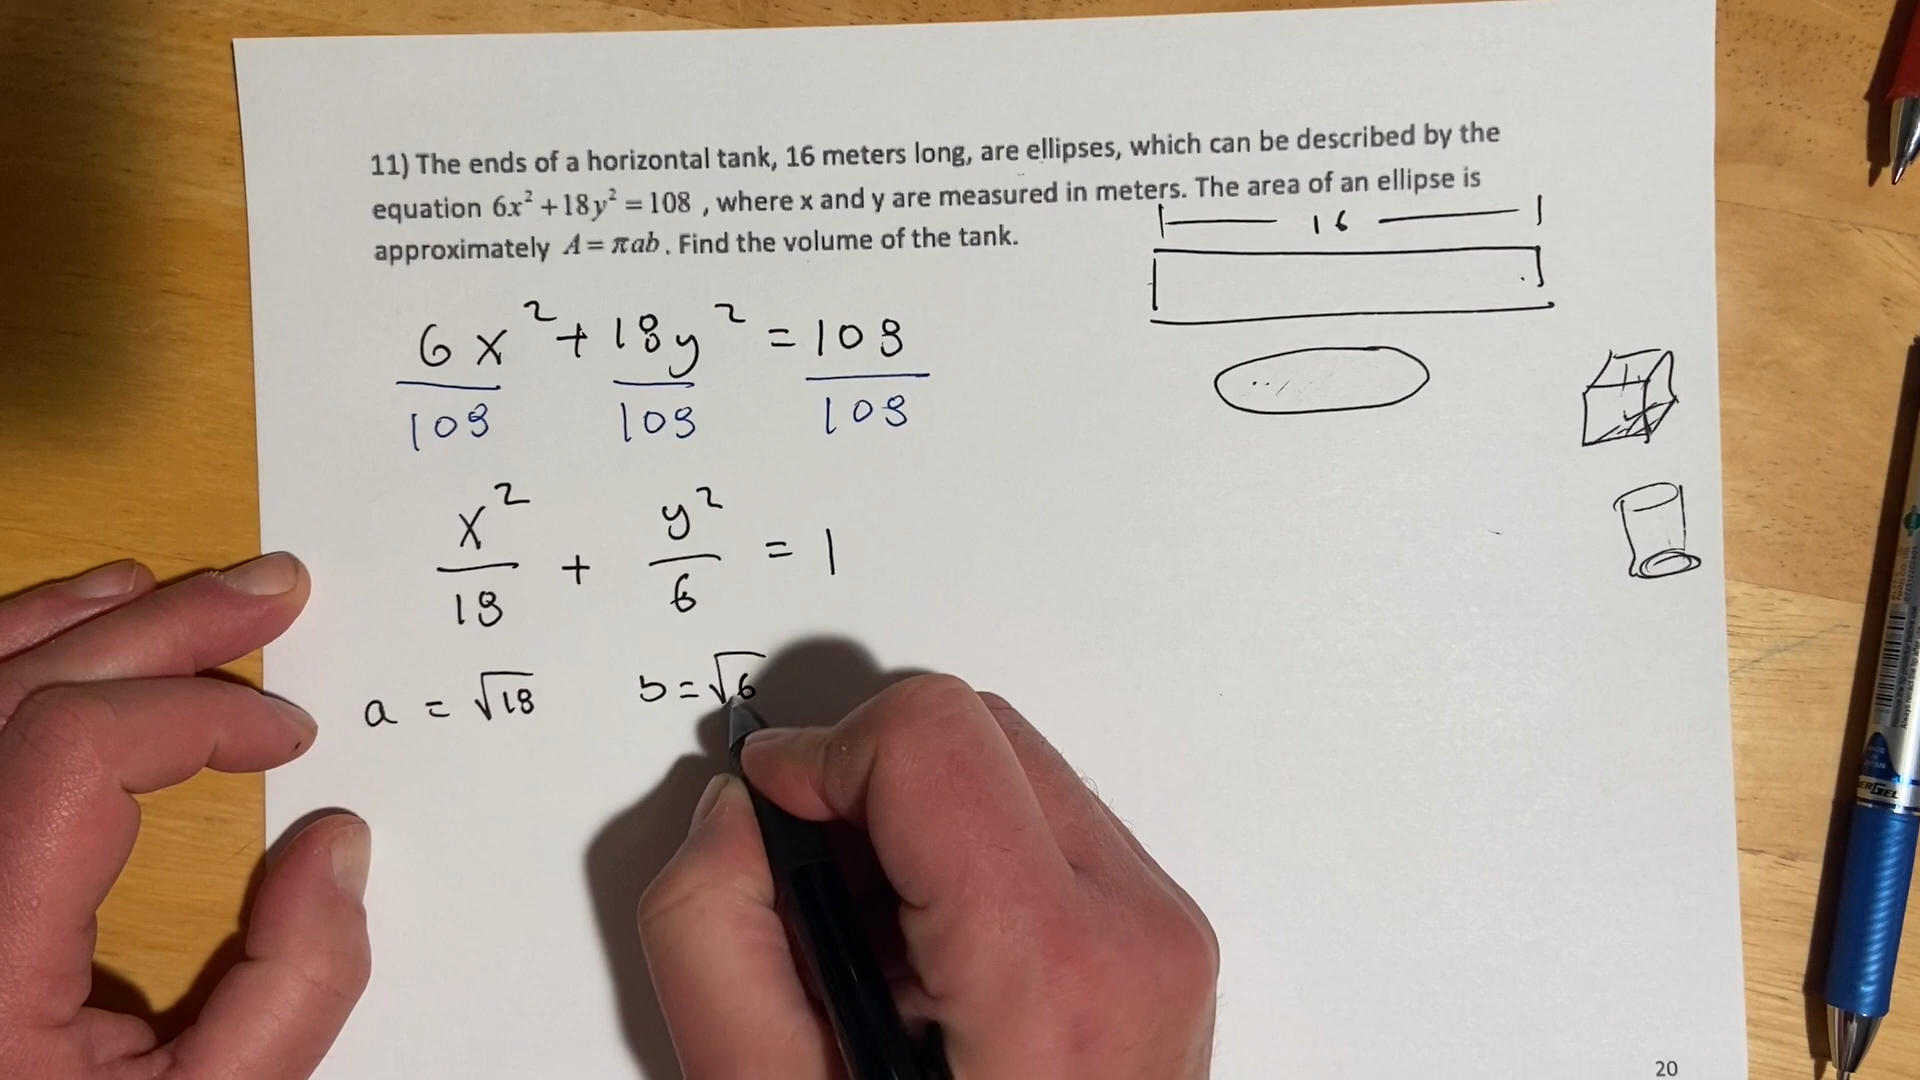 11) The ends of a horizontal tank, 16 meters long, are ellipses, which can be described by the
equation 6x² + 18y² = 108 , where x and y are measured in meters. The area of an ellipse is
approximately A = πab . Find the volume of the tank.
16
6x² + 18y² = 108
108 108 108
x² + y² = 1
18 6
a = √18 b = √6
20